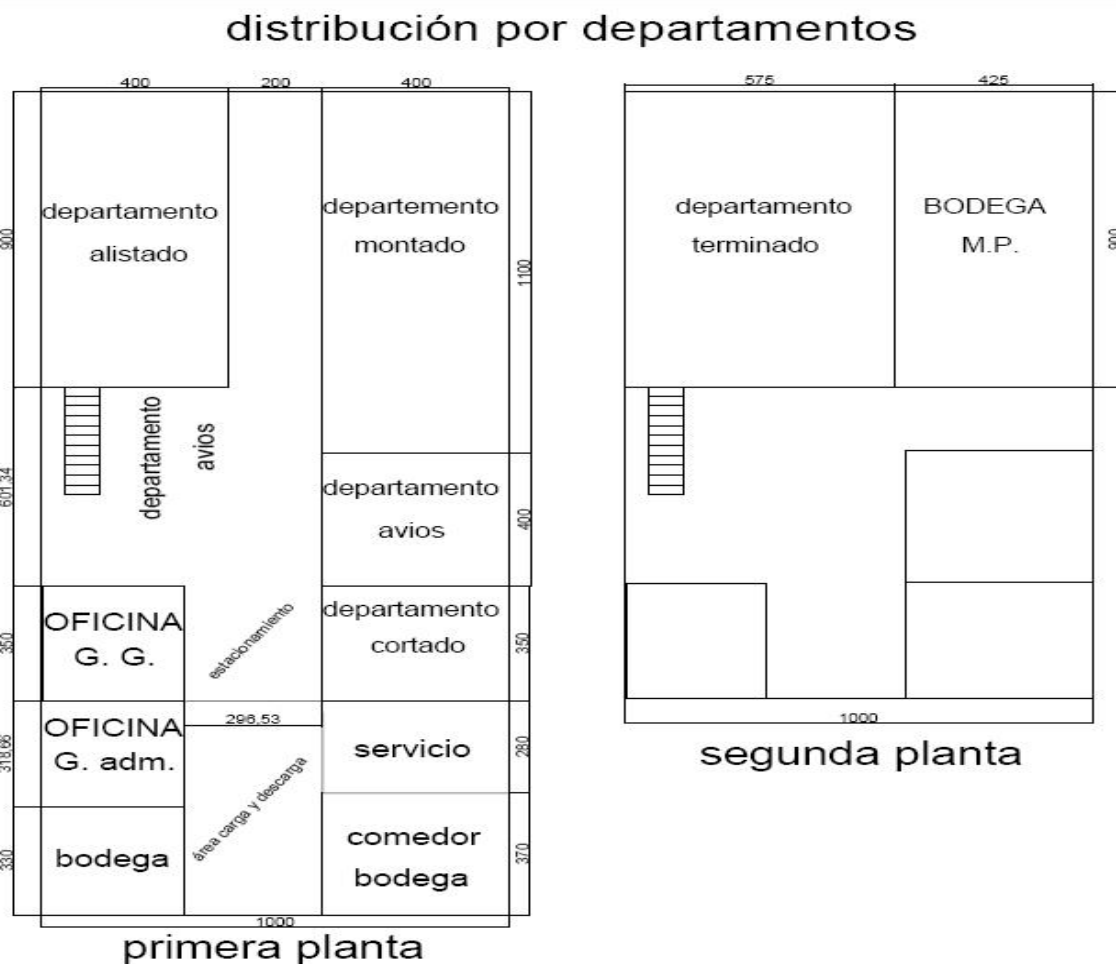 distribución por departamentos
400
200
400
departamento
alistado
departemento
montado
900
1100
departamento
avios
601,34
departamento
avios
400
OFICINA
G. G.
350
estacionamiento
departamento
cortado
350
296,53
OFICINA
G. adm.
318,66
área carga y descarga
servicio
280
bodega
330
comedor
bodega
370
1000
primera planta
575
425
departamento
terminado
BODEGA
M.P.
900
1000
segunda planta